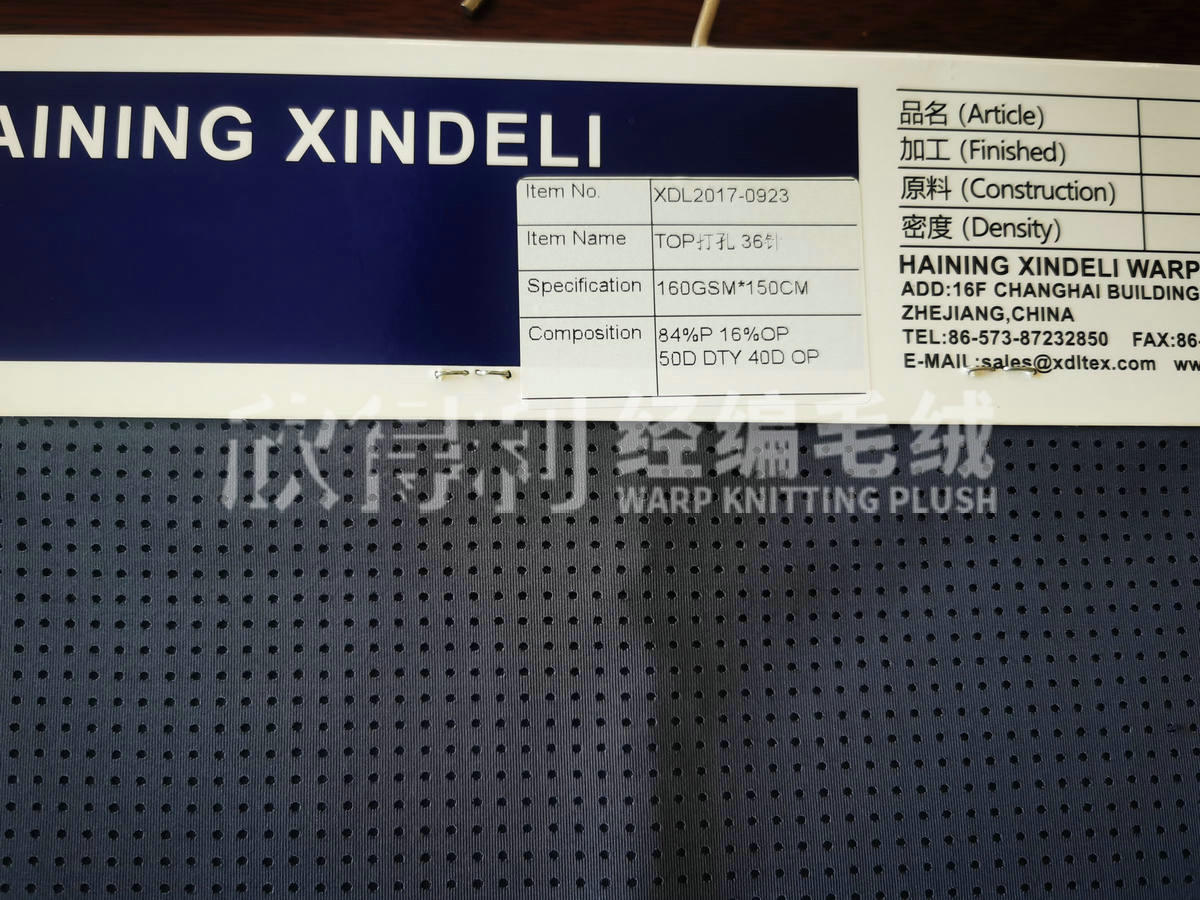 AINING XINDELI
Item No. XDL2017-0923
Item Name TOP打孔 36针
Specification 160GSM*150CM
Composition 84%P 16%OP
50D DTY 40D OP
品名 (Article)
加工 (Finished)
原料 (Construction)
密度 (Density)
HAINING XINDELI WARP
ADD:16F CHANGHAI BUILDING
ZHEJIANG,CHINA
TEL:86-573-87232850 FAX:86-
E-MAIL:sales@xdltex.com ww
欣得利 经编毛绒
WARP KNITTING PLUSH